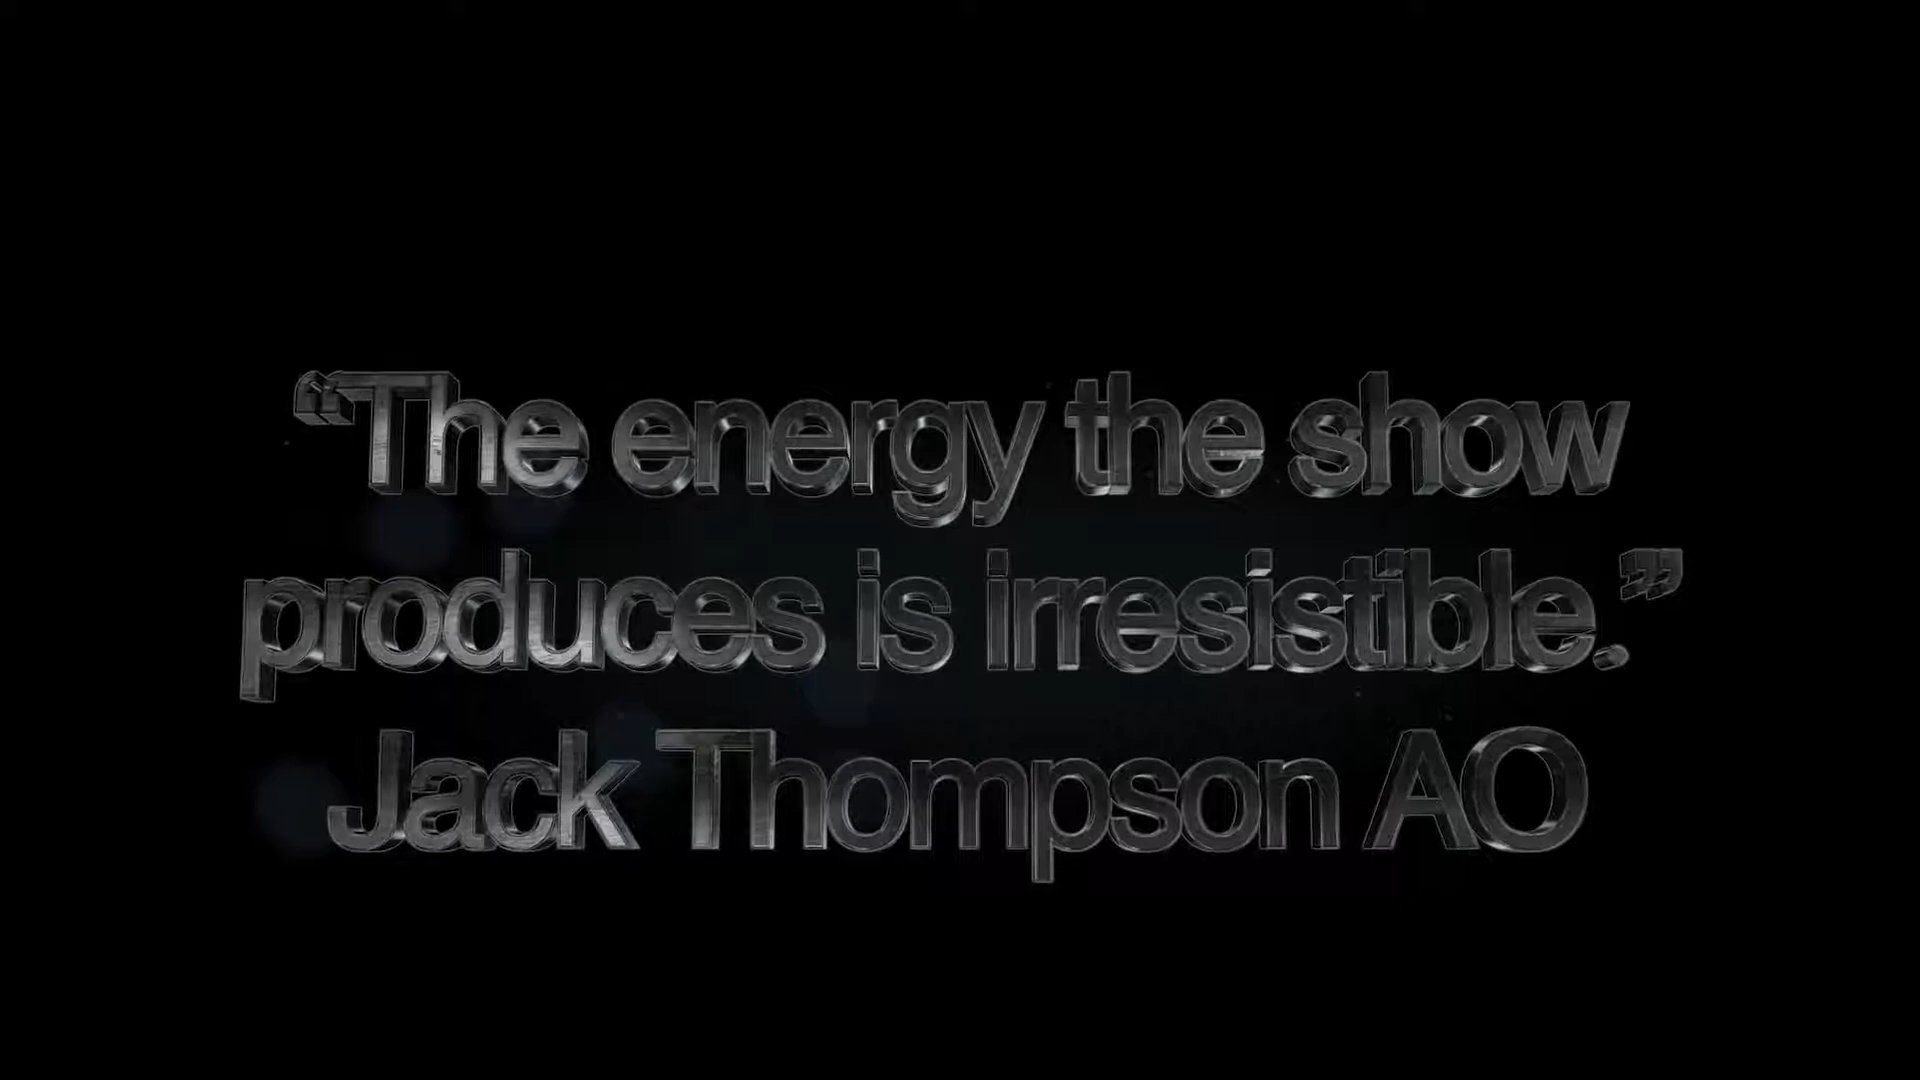 “The energy the show
produces is irresistible.”
Jack Thompson AO